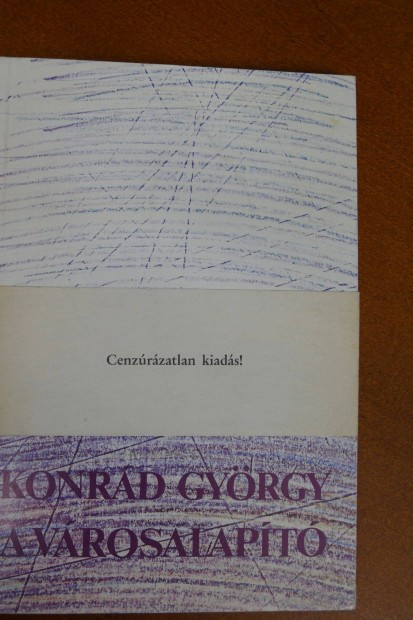 Cenzúrázatlan kiadás!
KONRÁD GYÖRGY
A VÁROSALAPÍTÓ